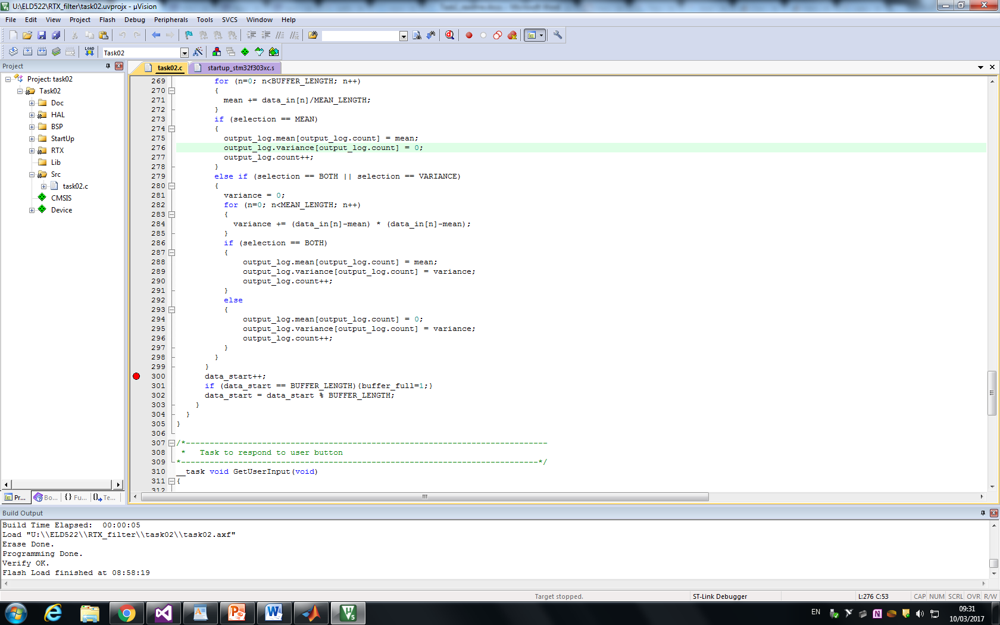 U:\ELD522\RTX_filter\task02.uvprojx - µVision
File Edit View Project Flash Debug Peripherals Tools SVCS Window Help
LOAD Task02
Project
Project: task02
Task02
Doc
HAL
BSP
StartUp
RTX
Lib
Src
task02.c
CMSIS
Device
Pr... Bo... {} Fu... Te...
task02.c startup_stm32f303xc.s
269 for (n=0; n<BUFFER_LENGTH; n++)
270 {
271 mean += data_in[n]/MEAN_LENGTH;
272 }
273 if (selection == MEAN)
274 {
275 output_log.mean[output_log.count] = mean;
276 output_log.variance[output_log.count] = 0;
277 output_log.count++;
278 }
279 else if (selection == BOTH || selection == VARIANCE)
280 {
281 variance = 0;
282 for (n=0; n<MEAN_LENGTH; n++)
283 {
284 variance += (data_in[n]-mean) * (data_in[n]-mean);
285 }
286 if (selection == BOTH)
287 {
288 output_log.mean[output_log.count] = mean;
289 output_log.variance[output_log.count] = variance;
290 output_log.count++;
291 }
292 else
293 {
294 output_log.mean[output_log.count] = 0;
295 output_log.variance[output_log.count] = variance;
296 output_log.count++;
297 }
298 }
299 }
300 data_start++;
301 if (data_start == BUFFER_LENGTH){buffer_full=1;}
302 data_start = data_start % BUFFER_LENGTH;
303 }
304 }
305 }
306
307 /*----------------------------------------------------------------------------
308 * Task to respond to user button
309 *---------------------------------------------------------------------------*/
310 __task void GetUserInput(void)
311 {
312
Build Output
Build Time Elapsed: 00:00:05
Load "U:\\ELD522\\RTX_filter\\task02\\task02.axf"
Erase Done.
Programming Done.
Verify OK.
Flash Load finished at 08:58:19
Target stopped. ST-Link Debugger L:276 C:53 CAP NUM SCRL OVR R/W
EN 09:31
10/03/2017